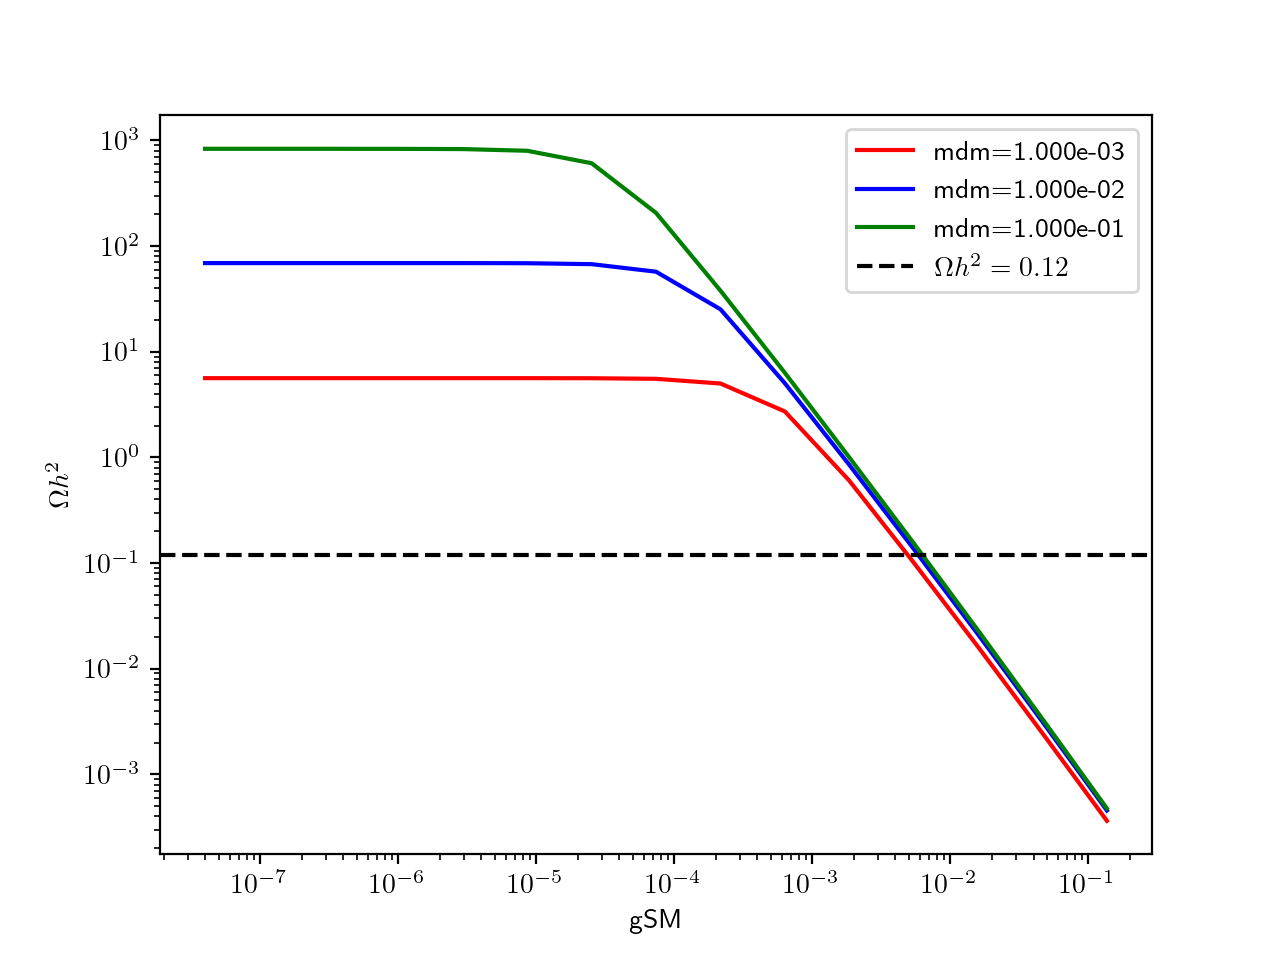 mdm=1.000e-03
mdm=1.000e-02
mdm=1.000e-01
Ωh² = 0.12
10³
10²
10¹
10⁰
10⁻¹
10⁻²
10⁻³
Ωh²
10⁻⁷ 10⁻⁶ 10⁻⁵ 10⁻⁴ 10⁻³ 10⁻² 10⁻¹
gSM